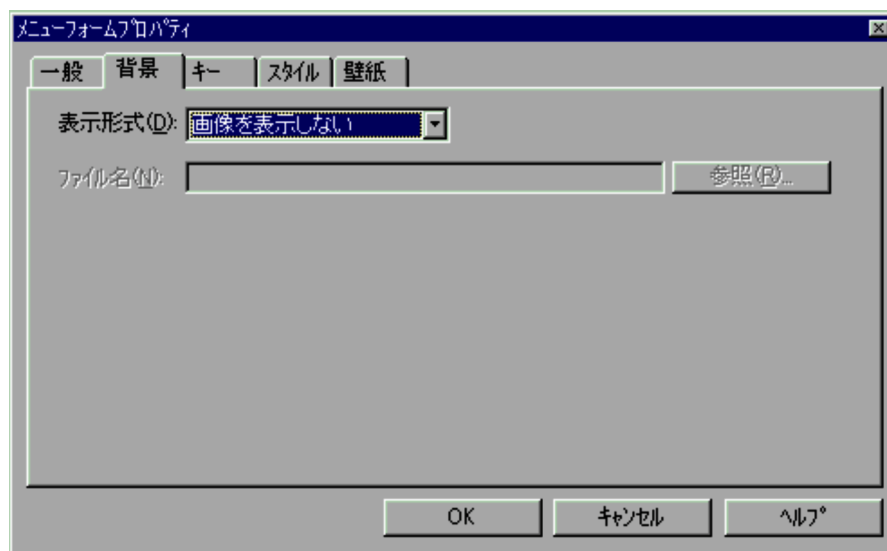 ﾒﾆｭｰﾌｫｰﾑﾌﾟﾛﾊﾟﾃｨ
一般 背景 ｷｰ ｽﾀｲﾙ 壁紙
表示形式(D): 画像を表示しない
ﾌｧｲﾙ名(N): 参照(R)...
OK ｷｬﾝｾﾙ ﾍﾙﾌﾟ